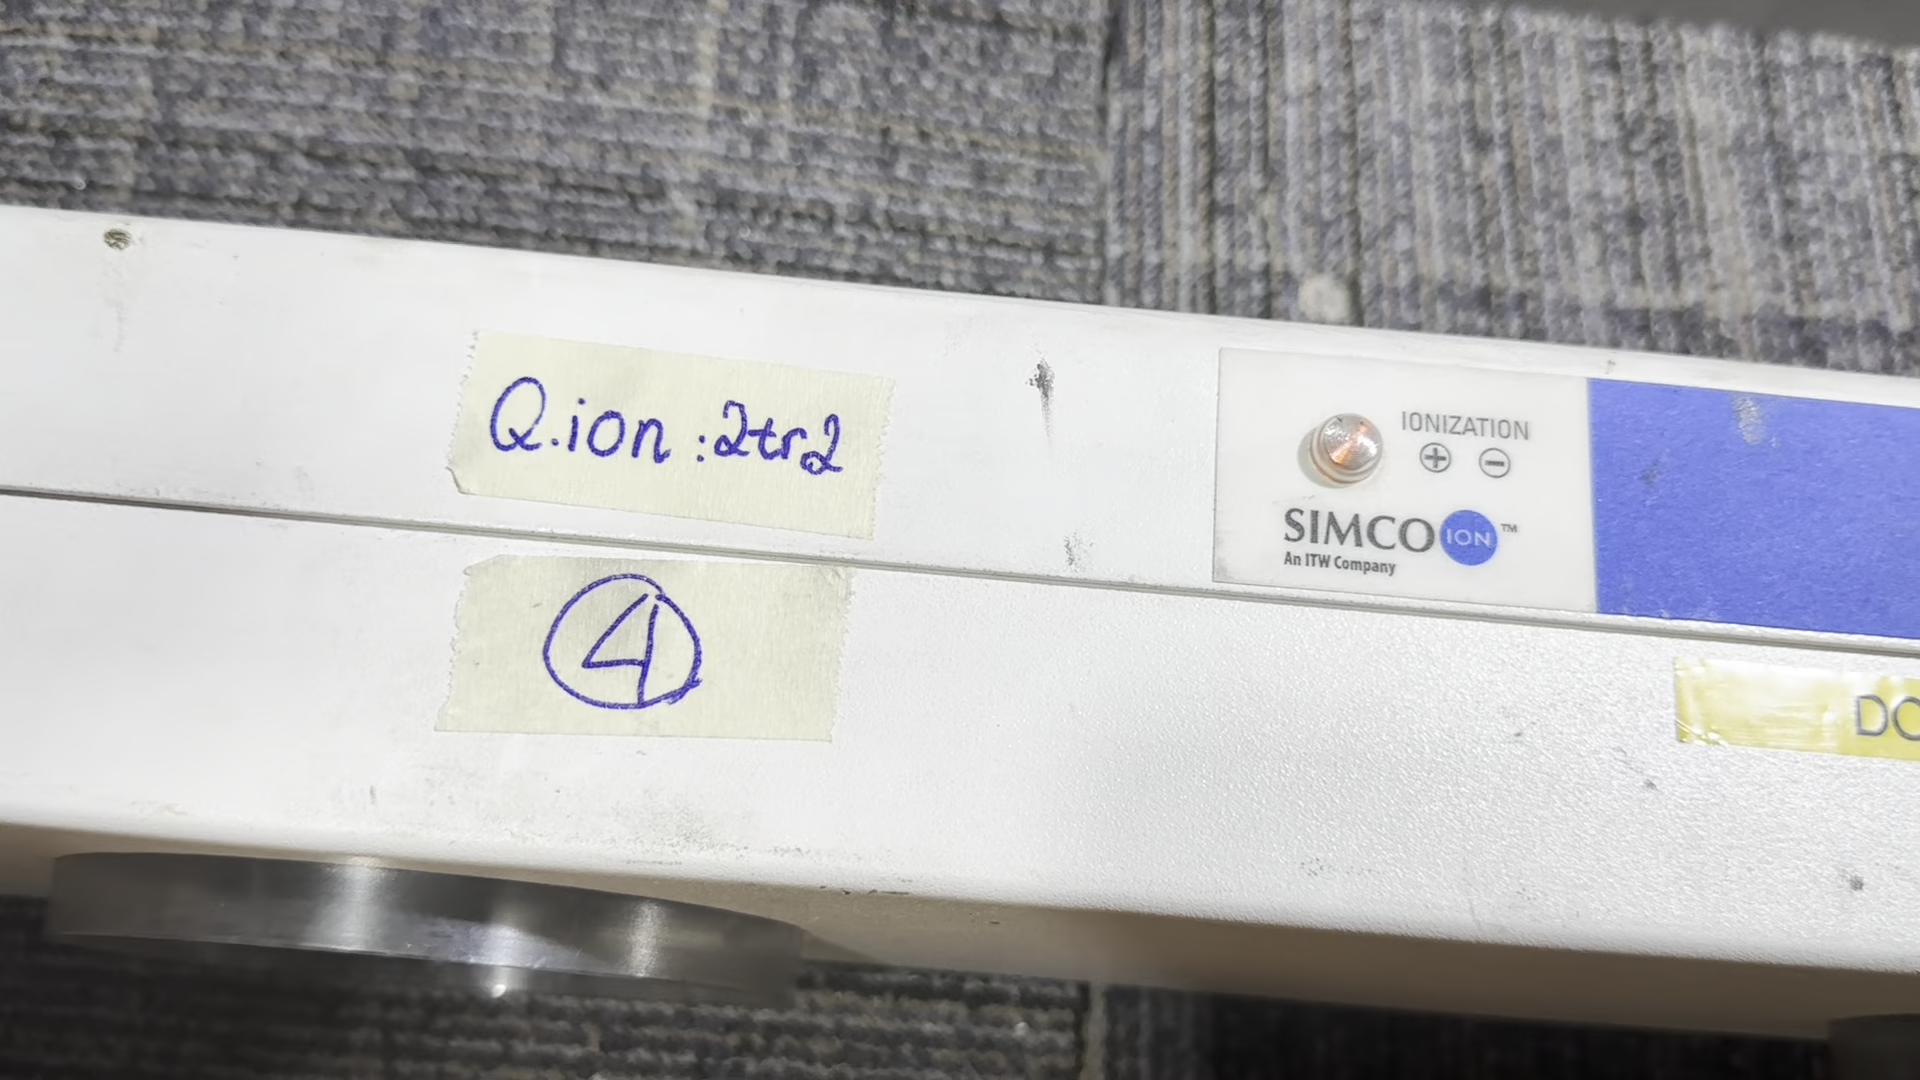 Q.ion : 2tr2
4
IONIZATION
+ -
SIMCO ION™
An ITW Company
DC